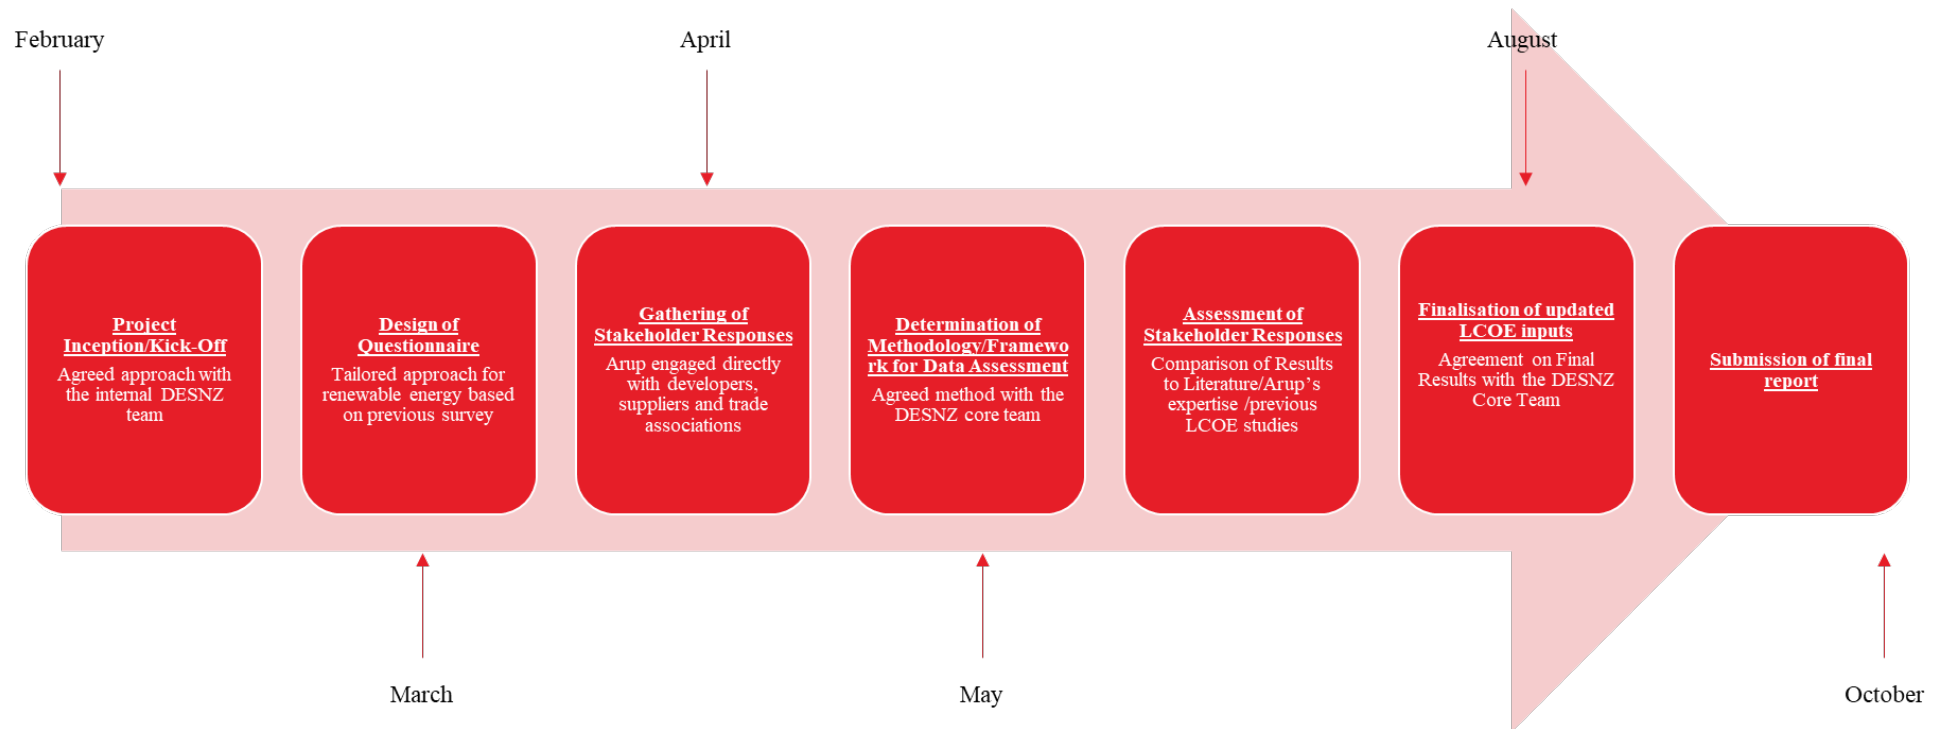 February
April
August
Project
Inception/Kick-Off
Agreed approach with
the internal DESNZ
team
Design of
Questionnaire
Tailored approach for
renewable energy based
on previous survey
Gathering of
Stakeholder Responses
Arup engaged directly
with developers,
suppliers and trade
associations
Determination of
Methodology/Framewo
rk for Data Assessment
Agreed method with the
DESNZ core team
Assessment of
Stakeholder Responses
Comparison of Results
to Literature/Arup’s
expertise /previous
LCOE studies
Finalisation of updated
LCOE inputs
Agreement on Final
Results with the DESNZ
Core Team
Submission of final
report
March
May
October